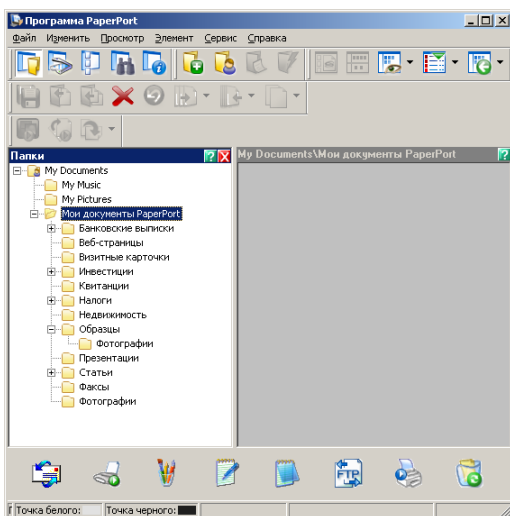 Программа PaperPort
Файл Изменить Просмотр Элемент Сервис Справка
Папки
My Documents\Мои документы PaperPort
My Documents
My Music
My Pictures
Мои документы PaperPort
Банковские выписки
Веб-страницы
Визитные карточки
Инвестиции
Квитанции
Налоги
Недвижимость
Образцы
Фотографии
Презентации
Статьи
Факсы
Фотографии
FTP
Точка белого: Точка черного: